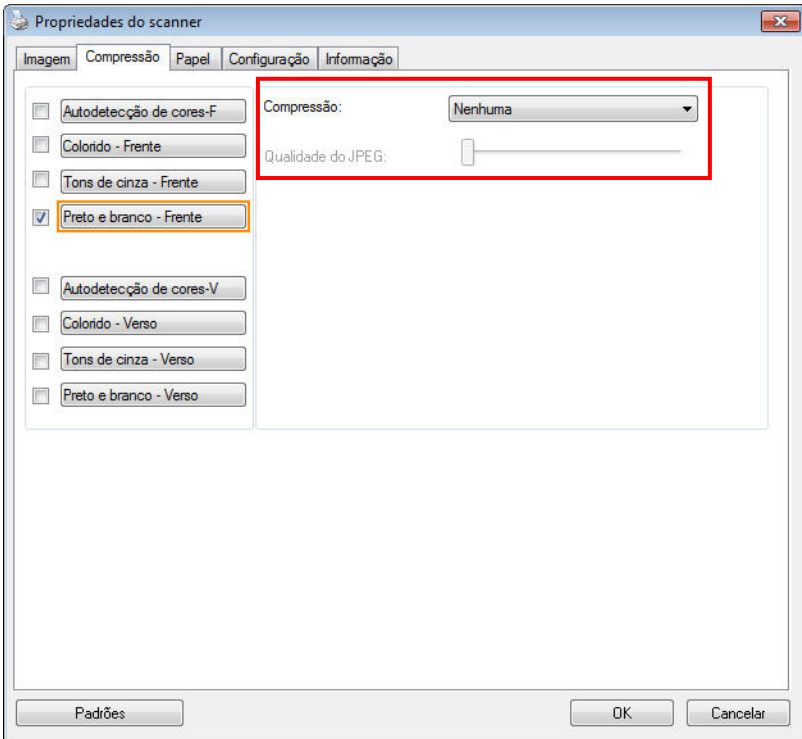 Propriedades do scanner
Imagem Compressão Papel Configuração Informação
Autodetecção de cores-F
Colorido - Frente
Tons de cinza - Frente
Preto e branco - Frente
Autodetecção de cores-V
Colorido - Verso
Tons de cinza - Verso
Preto e branco - Verso
Compressão: Nenhuma
Qualidade do JPEG:
Padrões OK Cancelar